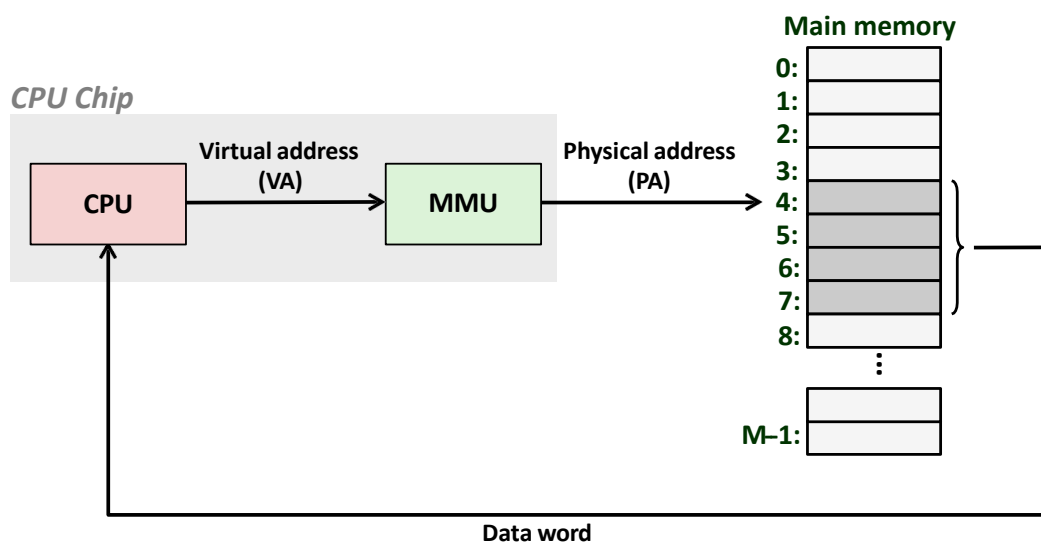 Main memory
0:
CPU Chip
1:
2:
Virtual address
(VA)
Physical address
(PA)
3:
CPU
MMU
4:
5:
6:
7:
8:
...
M–1:
Data word